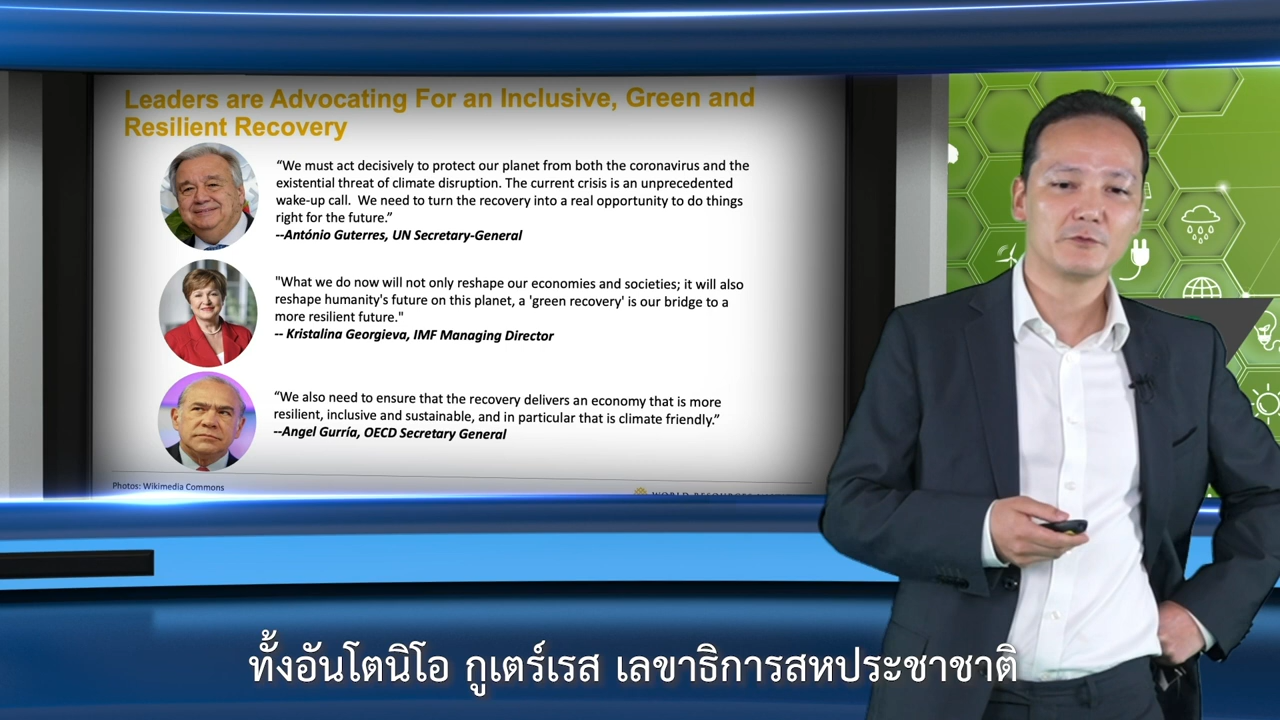 Leaders are Advocating For an Inclusive, Green and
Resilient Recovery
“We must act decisively to protect our planet from both the coronavirus and the
existential threat of climate disruption. The current crisis is an unprecedented
wake-up call. We need to turn the recovery into a real opportunity to do things
right for the future.”
--António Guterres, UN Secretary-General
"What we do now will not only reshape our economies and societies; it will also
reshape humanity's future on this planet, a 'green recovery' is our bridge to a
more resilient future."
-- Kristalina Georgieva, IMF Managing Director
“We also need to ensure that the recovery delivers an economy that is more
resilient, inclusive and sustainable, and in particular that is climate friendly.”
--Angel Gurría, OECD Secretary General
Photos: Wikimedia Commons
WORLD RESOURCES
ทั้งอันโตนิโอ กูเตร์เรส เลขาธิการสหประชาชาติ